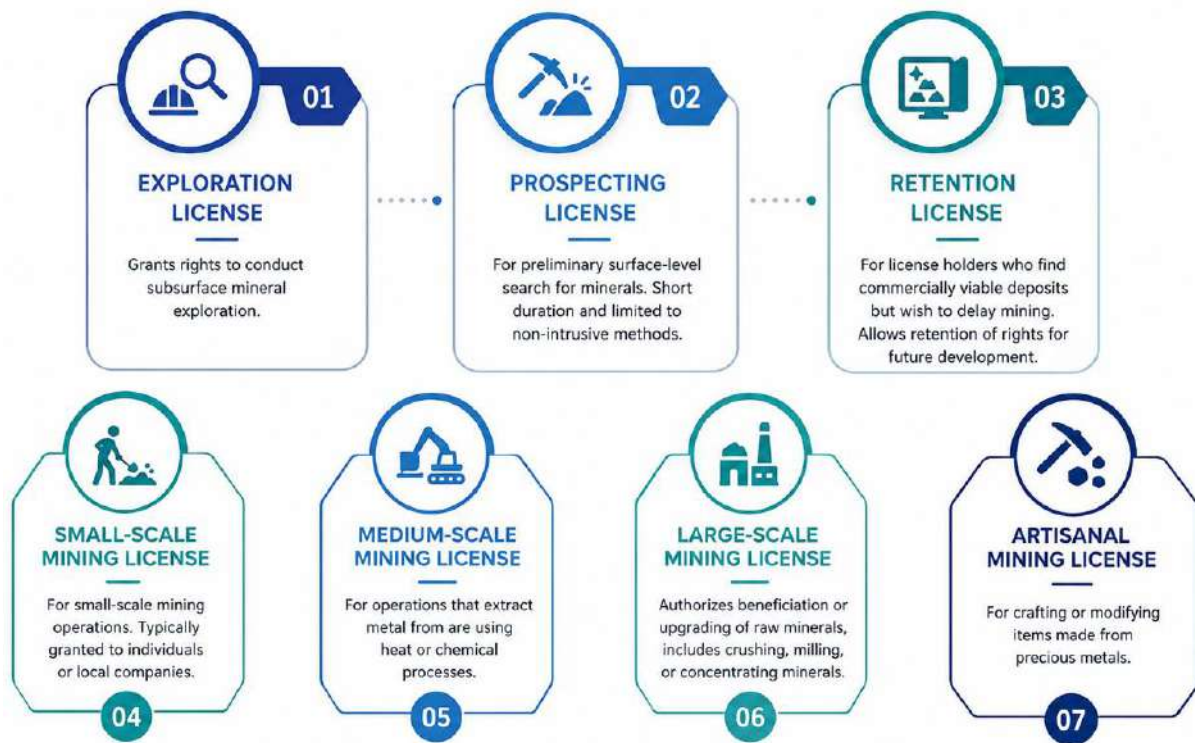 01
EXPLORATION
LICENSE
Grants rights to conduct
subsurface mineral
exploration.
02
PROSPECTING
LICENSE
For preliminary surface-level
search for minerals. Short
duration and limited to
non-intrusive methods.
03
RETENTION
LICENSE
For license holders who find
commercially viable deposits
but wish to delay mining.
Allows retention of rights for
future development.
SMALL-SCALE
MINING LICENSE
For small-scale mining
operations. Typically
granted to individuals
or local companies.
04
MEDIUM-SCALE
MINING LICENSE
For operations that extract
metal from are using
heat or chemical
processes.
05
LARGE-SCALE
MINING LICENSE
Authorizes beneficiation or
upgrading of raw minerals,
includes crushing, milling,
or concentrating minerals.
06
ARTISANAL
MINING LICENSE
For crafting or modifying
items made from
precious metals.
07